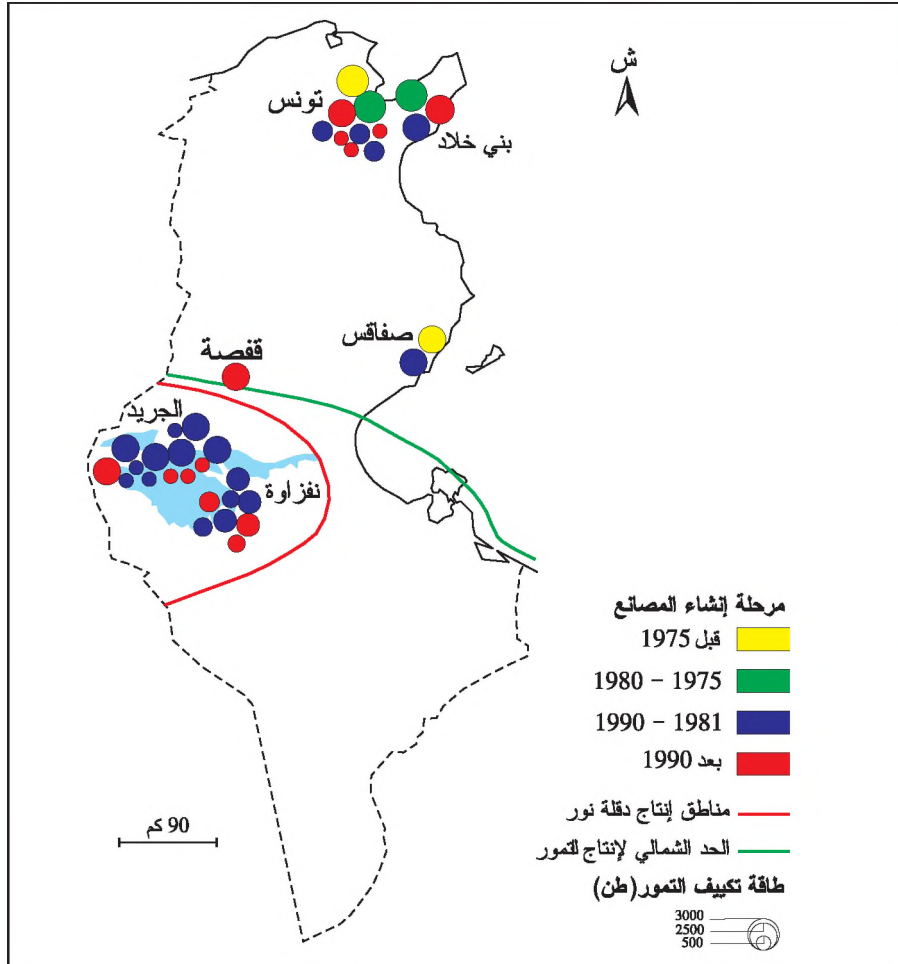 ش
تونس
بني خلاد
صفاقس
قفصة
الجريد
نفزاوة
مرحلة إنشاء المصانع
قبل 1975
1975 - 1980
1981 - 1990
بعد 1990
مناطق إنتاج دقلة نور
الحد الشمالي لإنتاج للتمور
طاقة تكييف التمور(طن)
3000
2500
500
90 كم